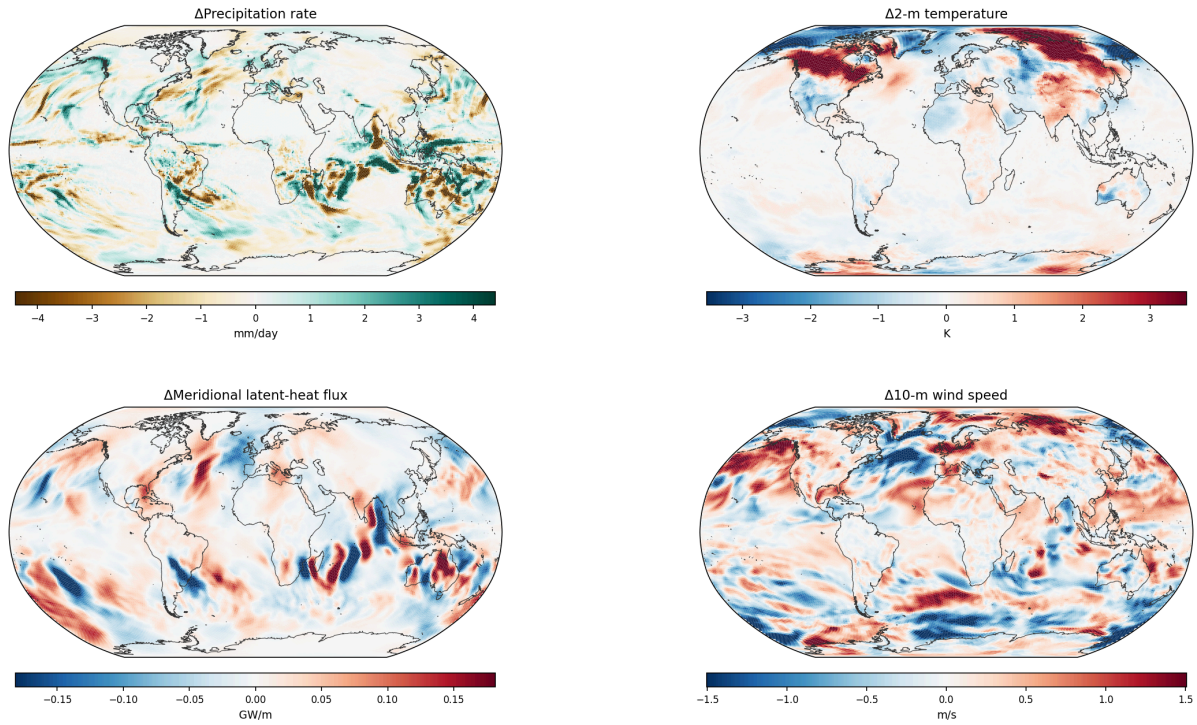 ΔPrecipitation rate
−4 −3 −2 −1 0 1 2 3 4
mm/day
Δ2-m temperature
−3 −2 −1 0 1 2 3
K
ΔMeridional latent-heat flux
−0.15 −0.10 −0.05 0.00 0.05 0.10 0.15
GW/m
Δ10-m wind speed
−1.5 −1.0 −0.5 0.0 0.5 1.0 1.5
m/s